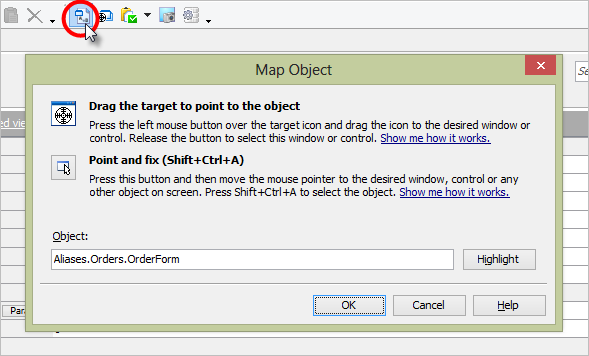 Se
Map Object
ed vie
Drag the target to point to the object
Press the left mouse button over the target icon and drag the icon to the desired window or
control. Release the button to select this window or control. Show me how it works.
Point and fix (Shift+Ctrl+A)
Press this button and then move the mouse pointer to the desired window, control or any
other object on screen. Press Shift+Ctrl+A to select the object. Show me how it works.
Object:
Aliases.Orders.OrderForm Highlight
OK Cancel Help
Para